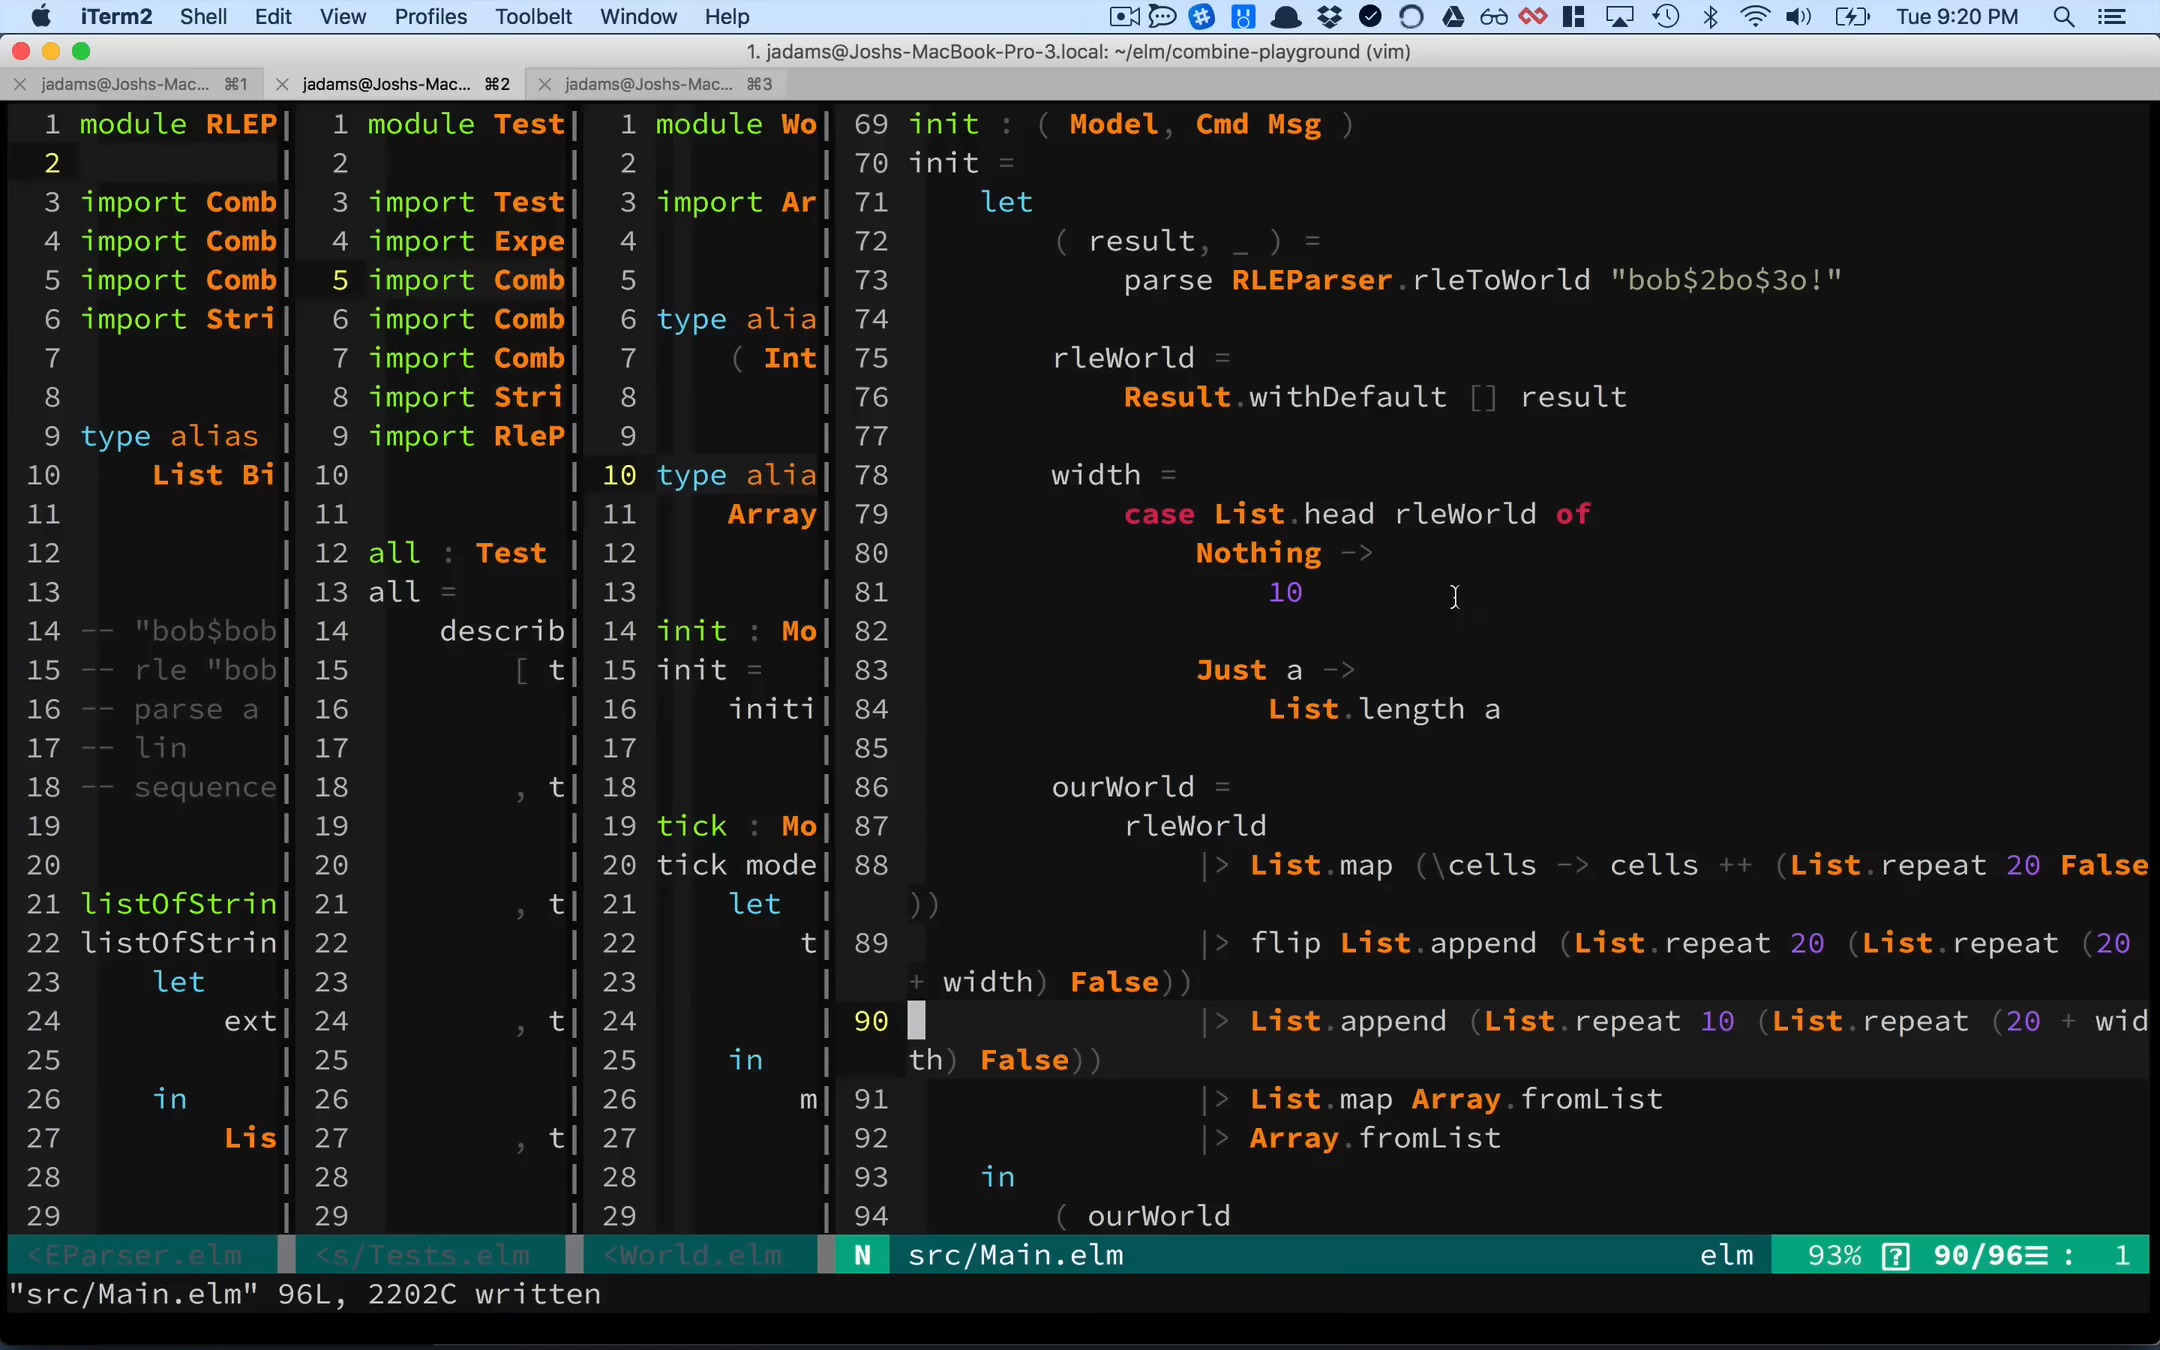 iTerm2 Shell Edit View Profiles Toolbelt Window Help Tue 9:20 PM
1. jadams@Joshs-MacBook-Pro-3.local: ~/elm/combine-playground (vim)
jadams@Joshs-Mac... ⌘1 jadams@Joshs-Mac... ⌘2 jadams@Joshs-Mac... ⌘3
1 module RLEP
2
3 import Comb
4 import Comb
5 import Comb
6 import Stri
7
8
9 type alias
10 List Bi
11
12
13
14 -- "bob$bob
15 -- rle "bob
16 -- parse a
17 -- lin
18 -- sequence
19
20
21 listOfStrin
22 listOfStrin
23 let
24 ext
25
26 in
27 Lis
28
29
<EParser.elm
1 module Test
2
3 import Test
4 import Expe
5 import Comb
6 import Comb
7 import Comb
8 import Stri
9 import RleP
10
11
12 all : Test
13 all =
14 describ
15 [ t
16
17
18 , t
19
20
21 , t
22
23
24 , t
25
26
27 , t
28
29
<s/Tests.elm
1 module Wo
2
3 import Ar
4
5
6 type alia
7 ( Int
8
9
10 type alia
11 Array
12
13
14 init : Mo
15 init =
16 initi
17
18
19 tick : Mo
20 tick mode
21 let
22 t
23
24
25 in
26 m
27
28
29
<World.elm
69 init : ( Model, Cmd Msg )
70 init =
71 let
72 ( result, _ ) =
73 parse RLEParser.rleToWorld "bob$2bo$3o!"
74
75 rleWorld =
76 Result.withDefault [] result
77
78 width =
79 case List.head rleWorld of
80 Nothing ->
81 10
82
83 Just a ->
84 List.length a
85
86 ourWorld =
87 rleWorld
88 |> List.map (\cells -> cells ++ (List.repeat 20 False
))
89 |> flip List.append (List.repeat 20 (List.repeat (20
+ width) False))
90 |> List.append (List.repeat 10 (List.repeat (20 + wid
th) False))
91 |> List.map Array.fromList
92 |> Array.fromList
93 in
94 ( ourWorld
N src/Main.elm elm 93% [?] 90/96☰ : 1
"src/Main.elm" 96L, 2202C written